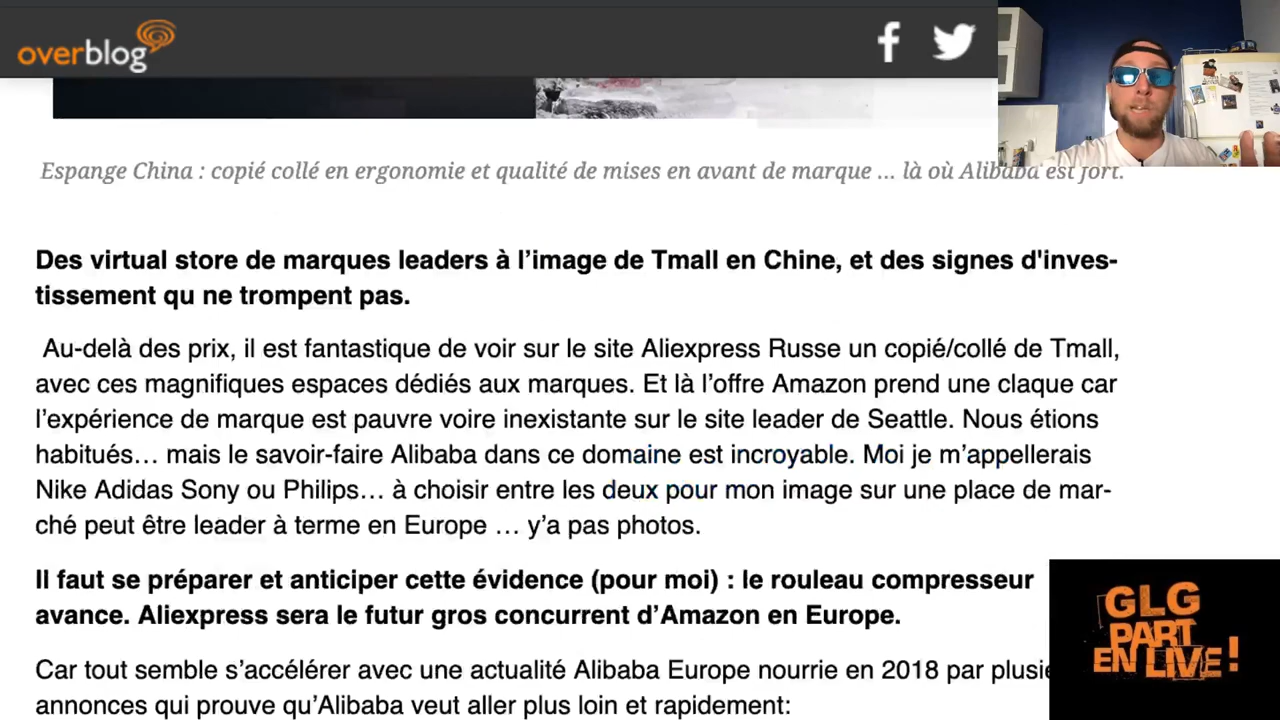 overblog
Espange China : copié collé en ergonomie et qualité de mises en avant de marque ... là où Alibaba est fort.
Des virtual store de marques leaders à l’image de Tmall en Chine, et des signes d'inves-
tissement qu ne trompent pas.
Au-delà des prix, il est fantastique de voir sur le site Aliexpress Russe un copié/collé de Tmall,
avec ces magnifiques espaces dédiés aux marques. Et là l’offre Amazon prend une claque car
l’expérience de marque est pauvre voire inexistante sur le site leader de Seattle. Nous étions
habitués… mais le savoir-faire Alibaba dans ce domaine est incroyable. Moi je m’appellerais
Nike Adidas Sony ou Philips… à choisir entre les deux pour mon image sur une place de mar-
ché peut être leader à terme en Europe … y’a pas photos.
Il faut se préparer et anticiper cette évidence (pour moi) : le rouleau compresseur
avance. Aliexpress sera le futur gros concurrent d’Amazon en Europe.
Car tout semble s’accélérer avec une actualité Alibaba Europe nourrie en 2018 par plusie
annonces qui prouve qu’Alibaba veut aller plus loin et rapidement:
GLG
PART
EN LIVE !